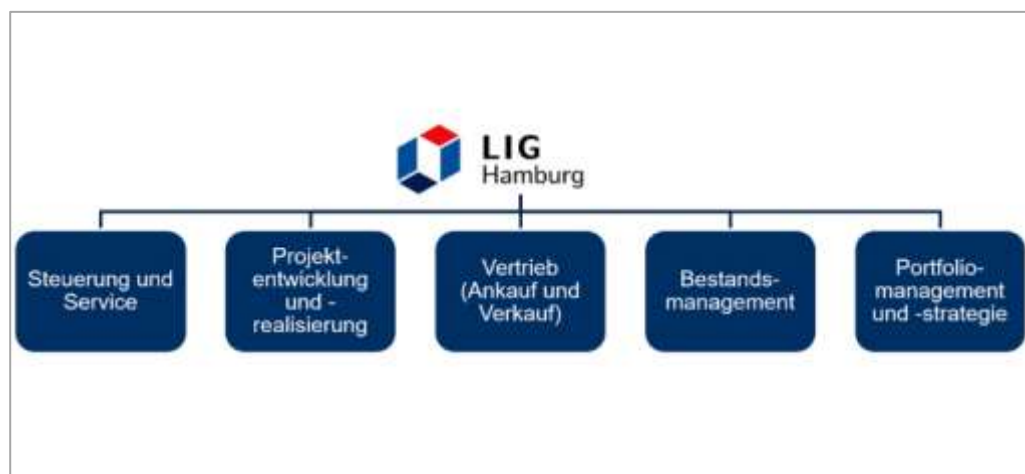 LIG
Hamburg
Steuerung und
Service
Projekt-
entwicklung
und -
realisierung
Vertrieb
(Ankauf und
Verkauf)
Bestands-
management
Portfolio-
management
und -strategie